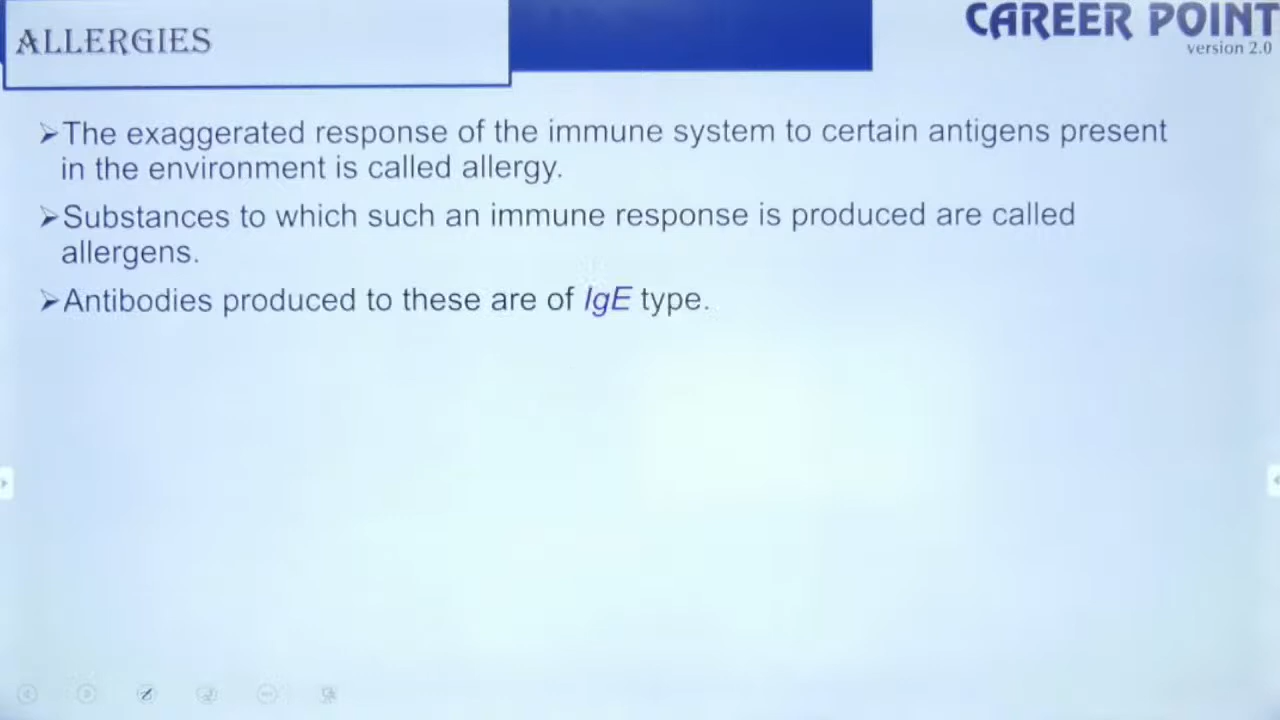 ALLERGIES
CAREER POINT
version 2.0
➢The exaggerated response of the immune system to certain antigens present
in the environment is called allergy.
➢Substances to which such an immune response is produced are called
allergens.
➢Antibodies produced to these are of IgE type.